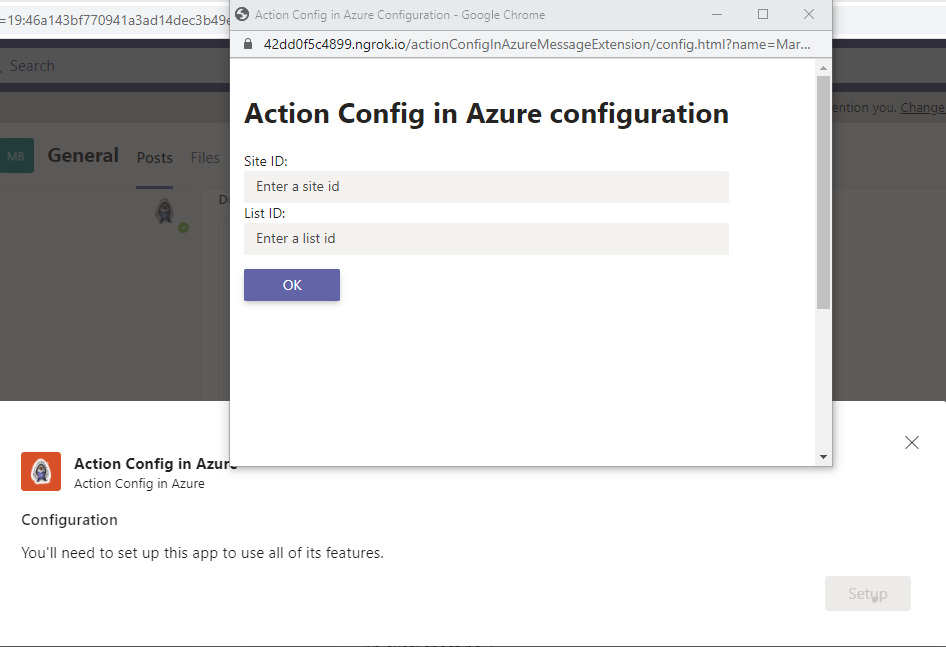 =19:46a143bf770941a3ad14dec3b49e
Action Config in Azure Configuration - Google Chrome
42dd0f5c4899.ngrok.io/actionConfigInAzureMessageExtension/config.html?name=Mar...
Search
ention you. Change
MB
General Posts Files
Action Config in Azure configuration
Site ID:
Enter a site id
List ID:
Enter a list id
OK
Action Config in Azure
Action Config in Azure
Configuration
You'll need to set up this app to use all of its features.
Setup